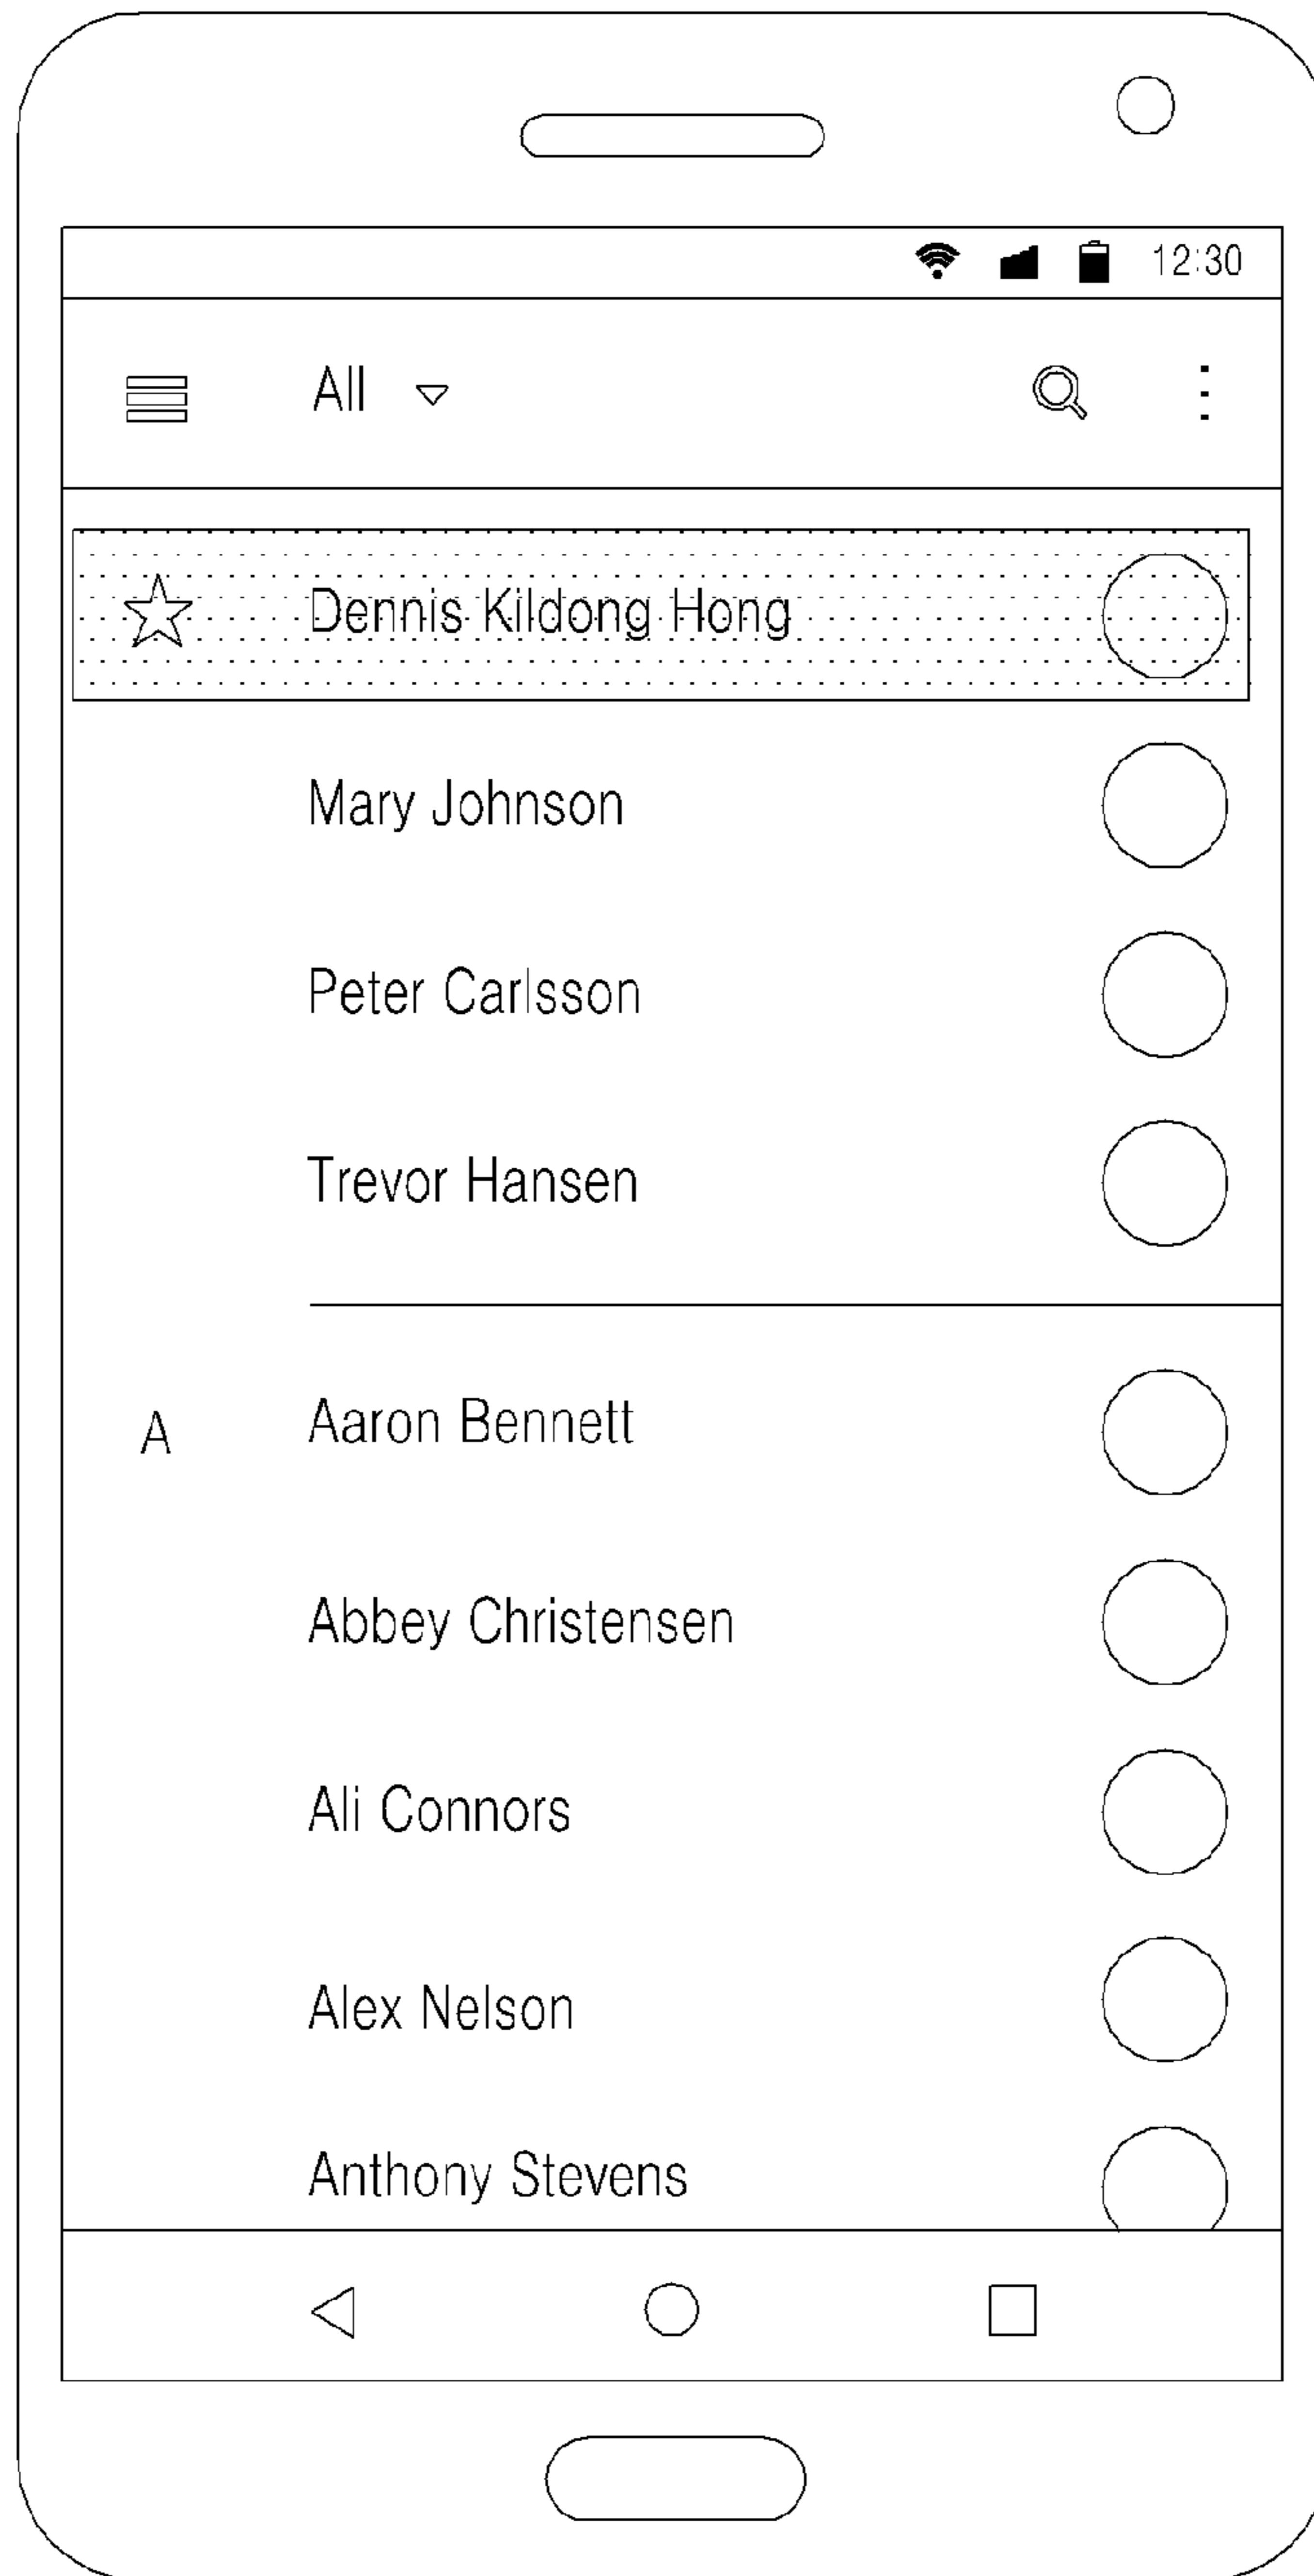 12:30
All
Dennis Kildong Hong
Mary Johnson
Peter Carlsson
Trevor Hansen
A Aaron Bennett
Abbey Christensen
Ali Connors
Alex Nelson
Anthony Stevens